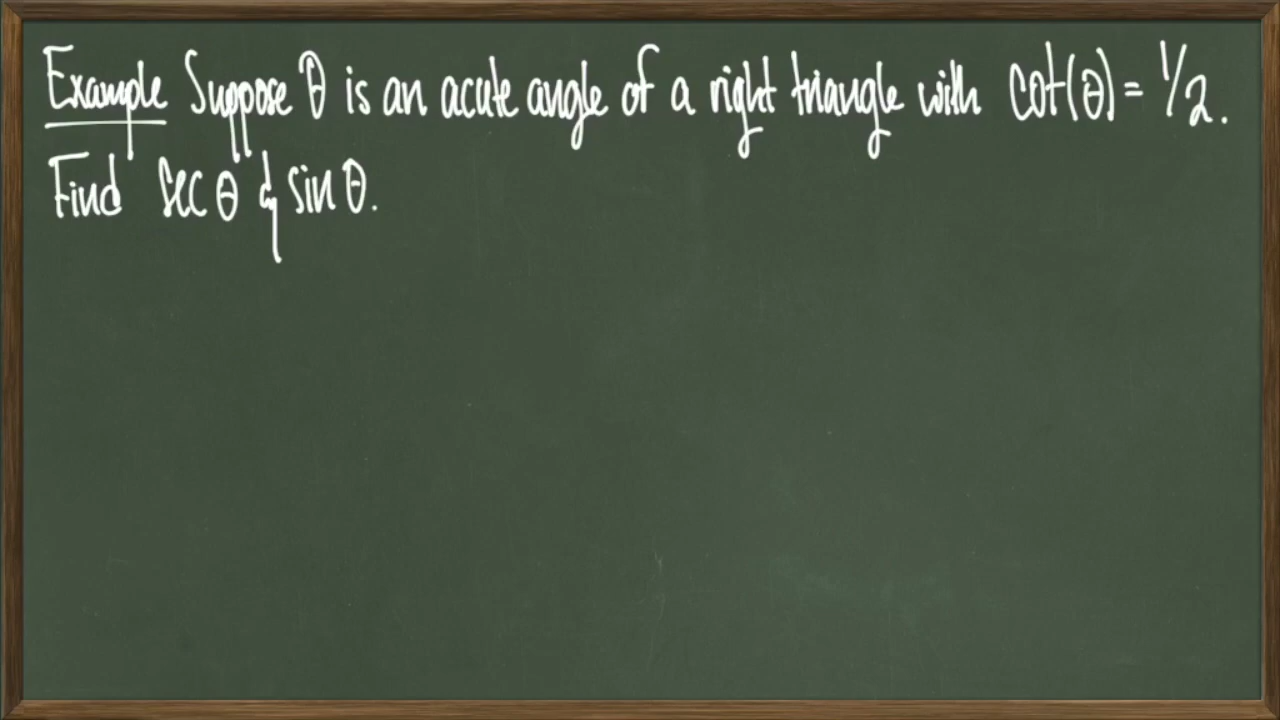 Example Suppose θ is an acute angle of a right triangle with cot(θ) = 1/2.
Find sec θ & sin θ.